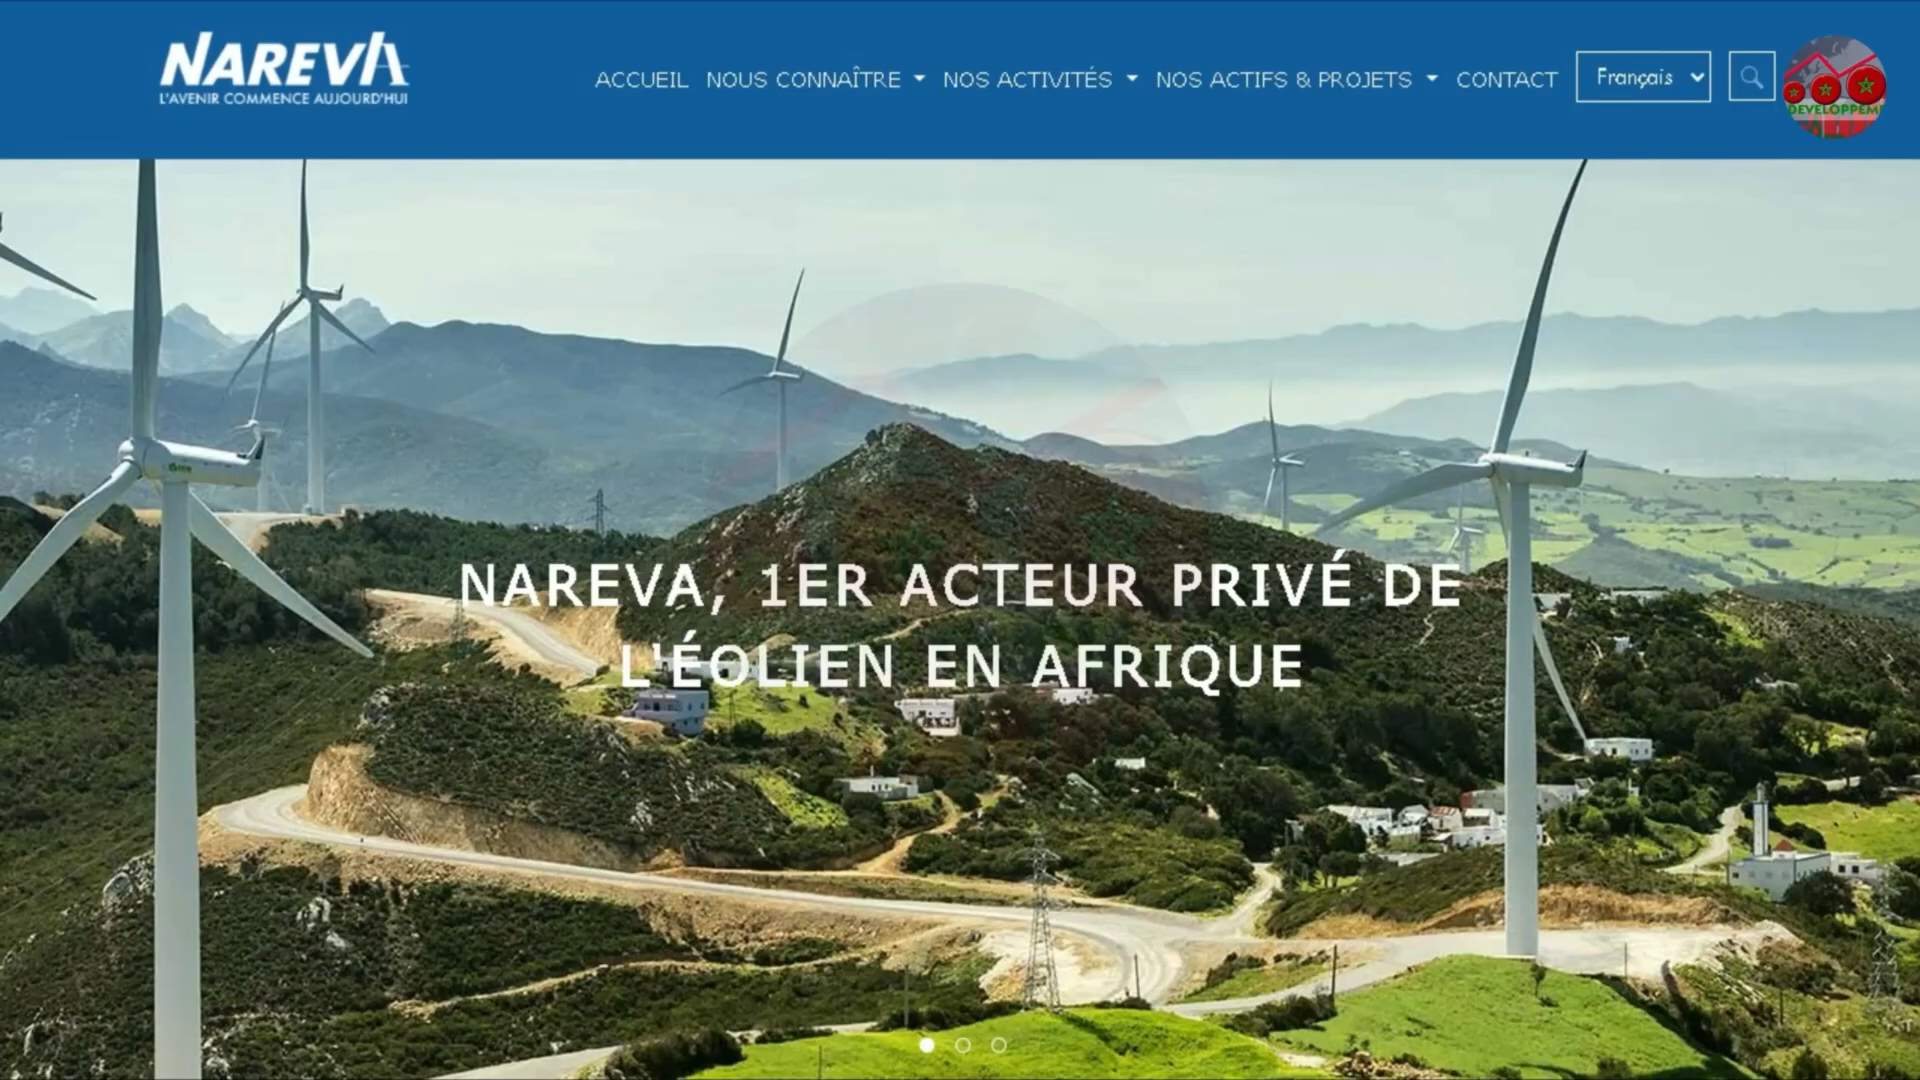 NAREVA
L'AVENIR COMMENCE AUJOURD'HUI
ACCUEIL NOUS CONNAÎTRE NOS ACTIVITÉS NOS ACTIFS & PROJETS CONTACT Français
NAREVA, 1ER ACTEUR PRIVÉ DE
L'ÉOLIEN EN AFRIQUE